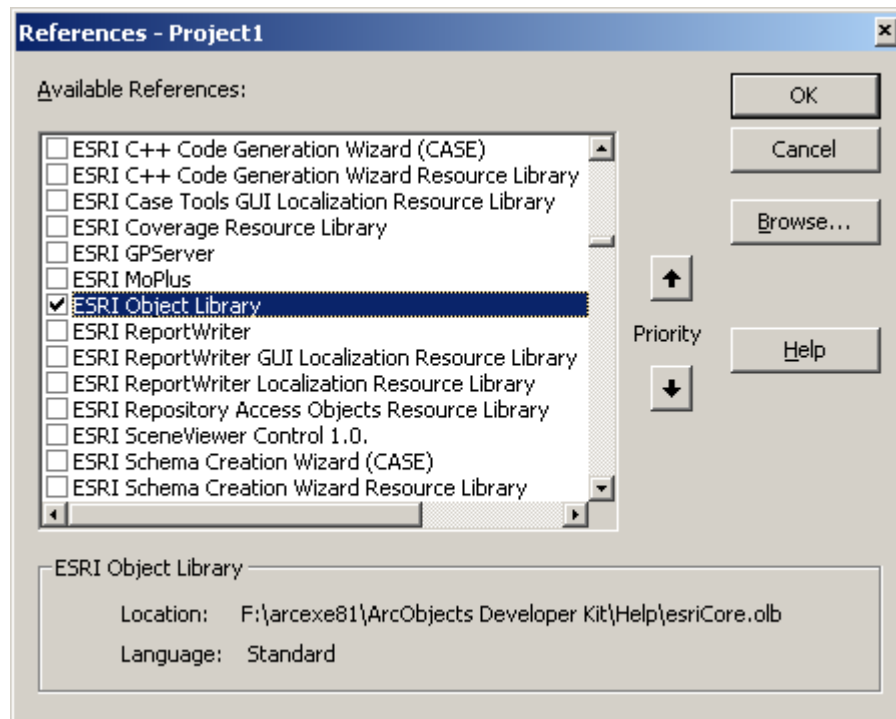 References - Project1
Available References:
ESRI C++ Code Generation Wizard (CASE)
ESRI C++ Code Generation Wizard Resource Library
ESRI Case Tools GUI Localization Resource Library
ESRI Coverage Resource Library
ESRI GPServer
ESRI MoPlus
ESRI Object Library
ESRI ReportWriter
ESRI ReportWriter GUI Localization Resource Library
ESRI ReportWriter Localization Resource Library
ESRI Repository Access Objects Resource Library
ESRI SceneViewer Control 1.0.
ESRI Schema Creation Wizard (CASE)
ESRI Schema Creation Wizard Resource Library
Priority
OK
Cancel
Browse...
Help
ESRI Object Library
Location: F:\arcexe81\ArcObjects Developer Kit\Help\esriCore.olb
Language: Standard